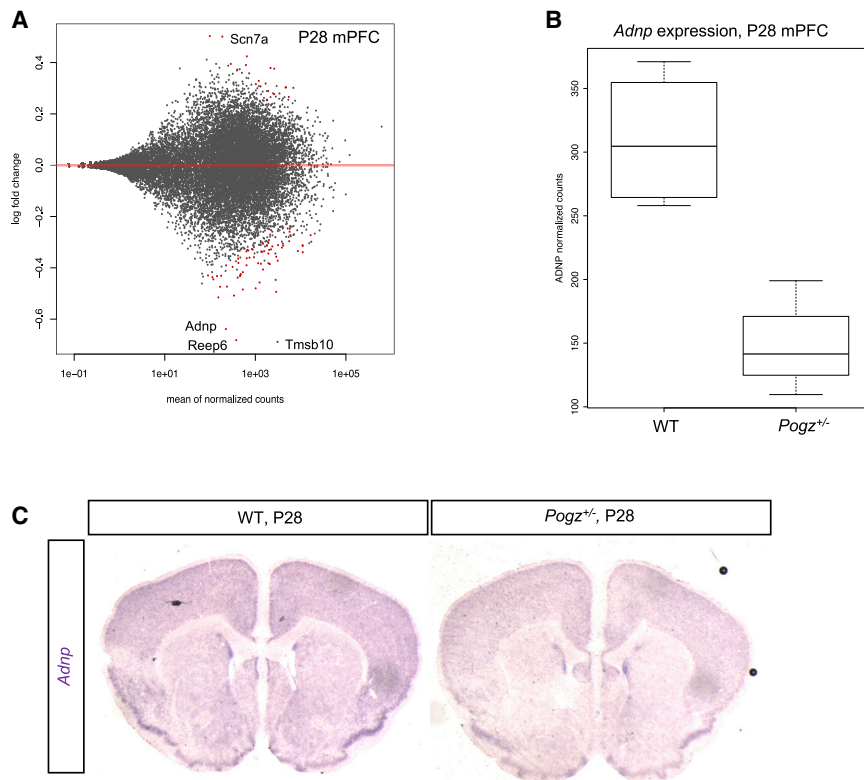 A
Scn7a
P28 mPFC
0.4
0.2
0.0
−0.2
−0.4
−0.6
log fold change
Adnp
Reep6
Tmsb10
1e−01
1e+01
1e+03
1e+05
mean of normalized counts
B
Adnp expression, P28 mPFC
350
300
250
200
150
100
ADNP normalized counts
WT
Pogz+/-
C
WT, P28
Pogz+/-, P28
Adnp